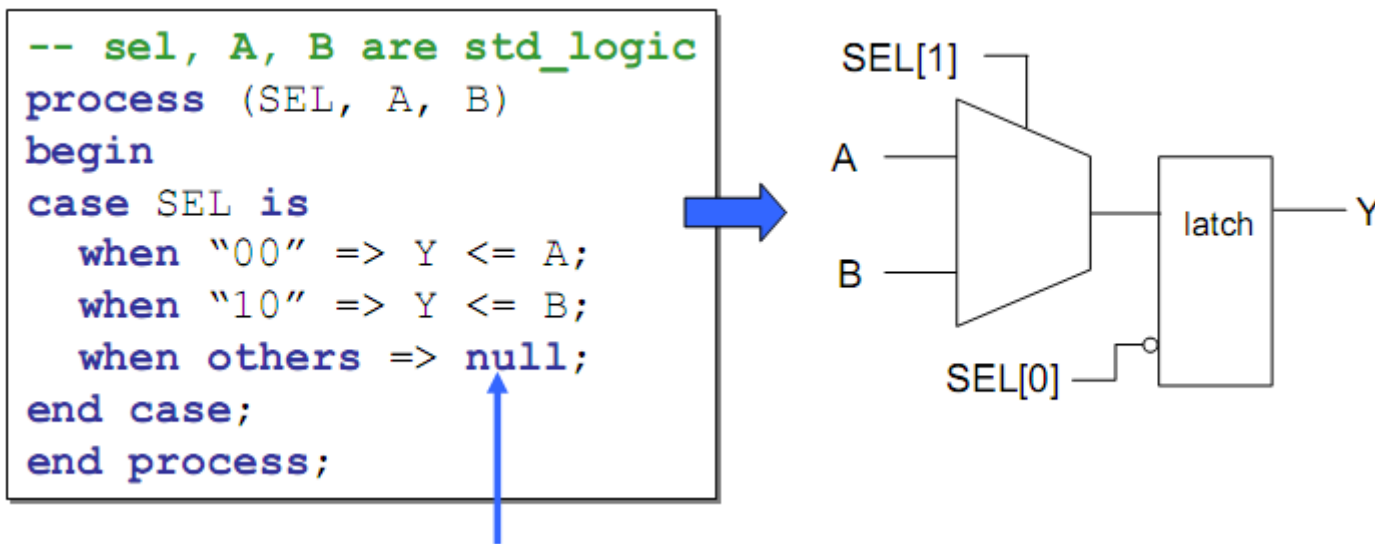 -- sel, A, B are std_logic
process (SEL, A, B)
begin
case SEL is
  when “00” => Y <= A;
  when “10” => Y <= B;
  when others => null;
end case;
end process;
SEL[1]
A
B
latch
Y
SEL[0]